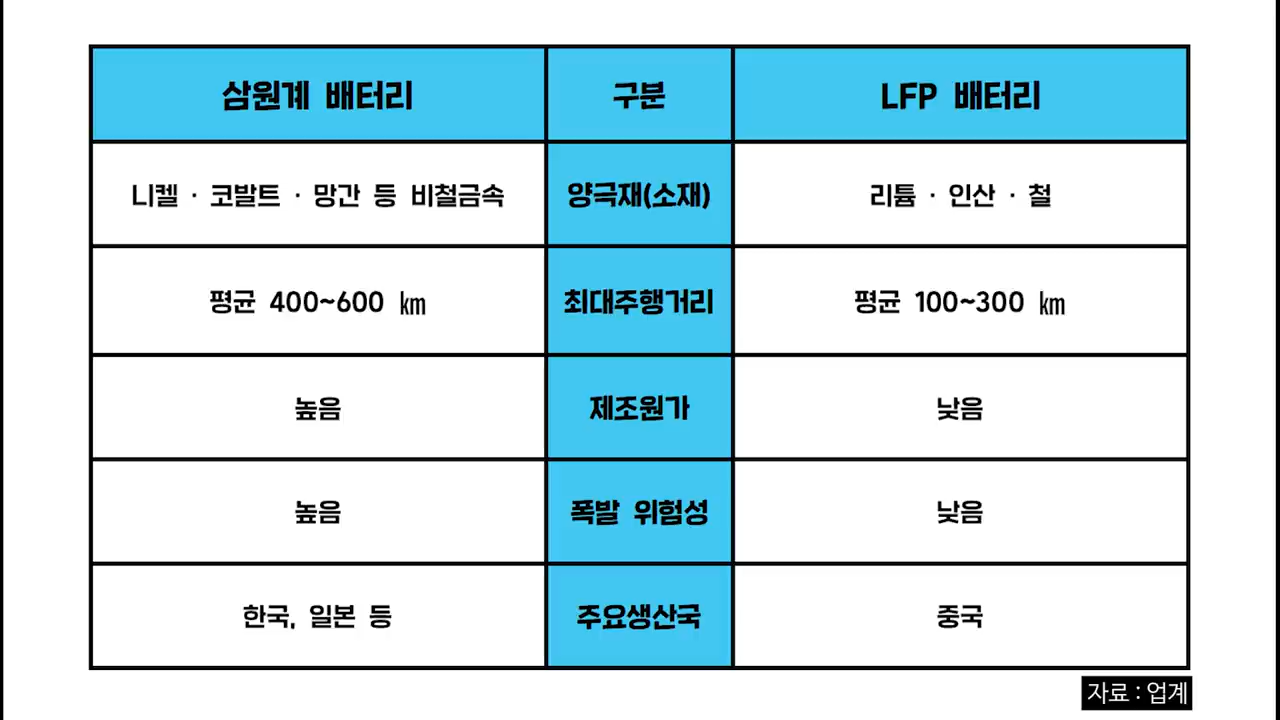 삼원계 배터리 구분 LFP 배터리
니켈 · 코발트 · 망간 등 비철금속 양극재(소재) 리튬 · 인산 · 철
평균 400~600 ㎞ 최대주행거리 평균 100~300 ㎞
높음 제조원가 낮음
높음 폭발 위험성 낮음
한국, 일본 등 주요생산국 중국
자료 : 업계